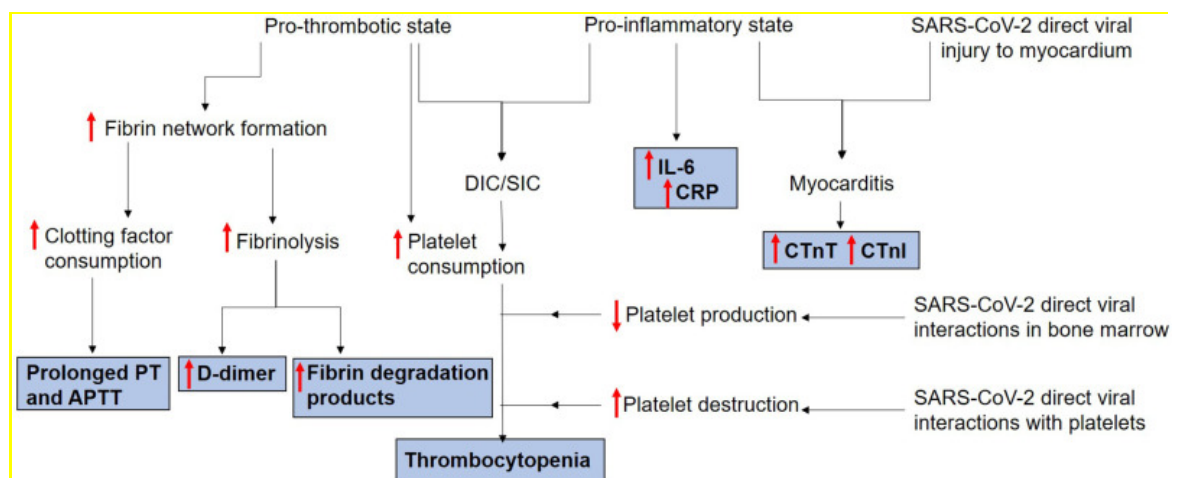 Pro-thrombotic state
Pro-inflammatory state
SARS-CoV-2 direct viral
injury to myocardium
Fibrin network formation
DIC/SIC
IL-6
CRP
Myocarditis
Clotting factor
consumption
Fibrinolysis
Platelet
consumption
CTnT CTnI
Platelet production
SARS-CoV-2 direct viral
interactions in bone marrow
Prolonged PT
and APTT
D-dimer
Fibrin degradation
products
Platelet destruction
SARS-CoV-2 direct viral
interactions with platelets
Thrombocytopenia